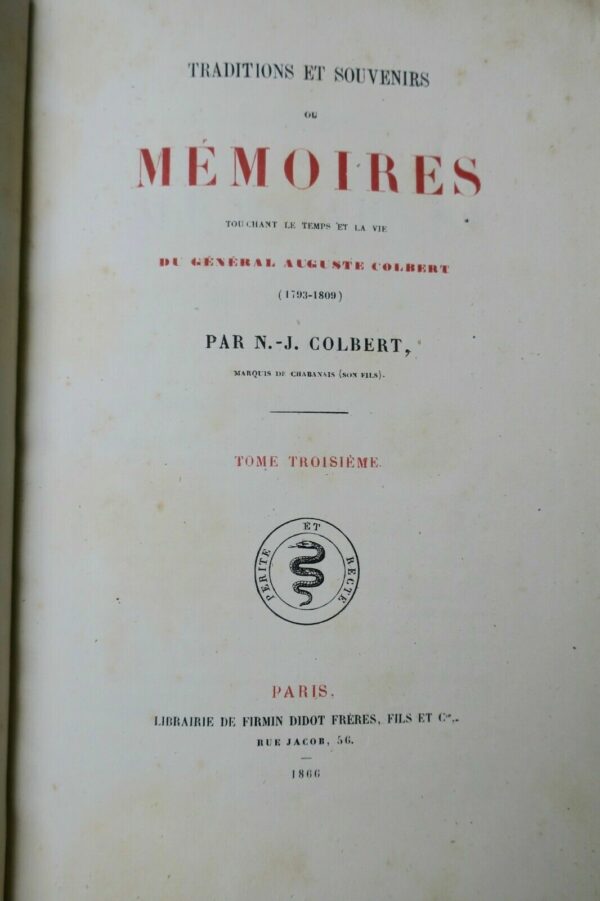 TRADITIONS ET SOUVENIRS
OU
MÉMOIRES
TOUCHANT LE TEMPS ET LA VIE
DU GÉNÉRAL AUGUSTE COLBERT
(1793-1809)
PAR N.-J. COLBERT,
MARQUIS DE CHABANAIS (SON FILS).
TOME TROISIÈME.
PERITE ET RECTE
PARIS,
LIBRAIRIE DE FIRMIN DIDOT FRÈRES, FILS ET Cie,
RUE JACOB, 56.
1866